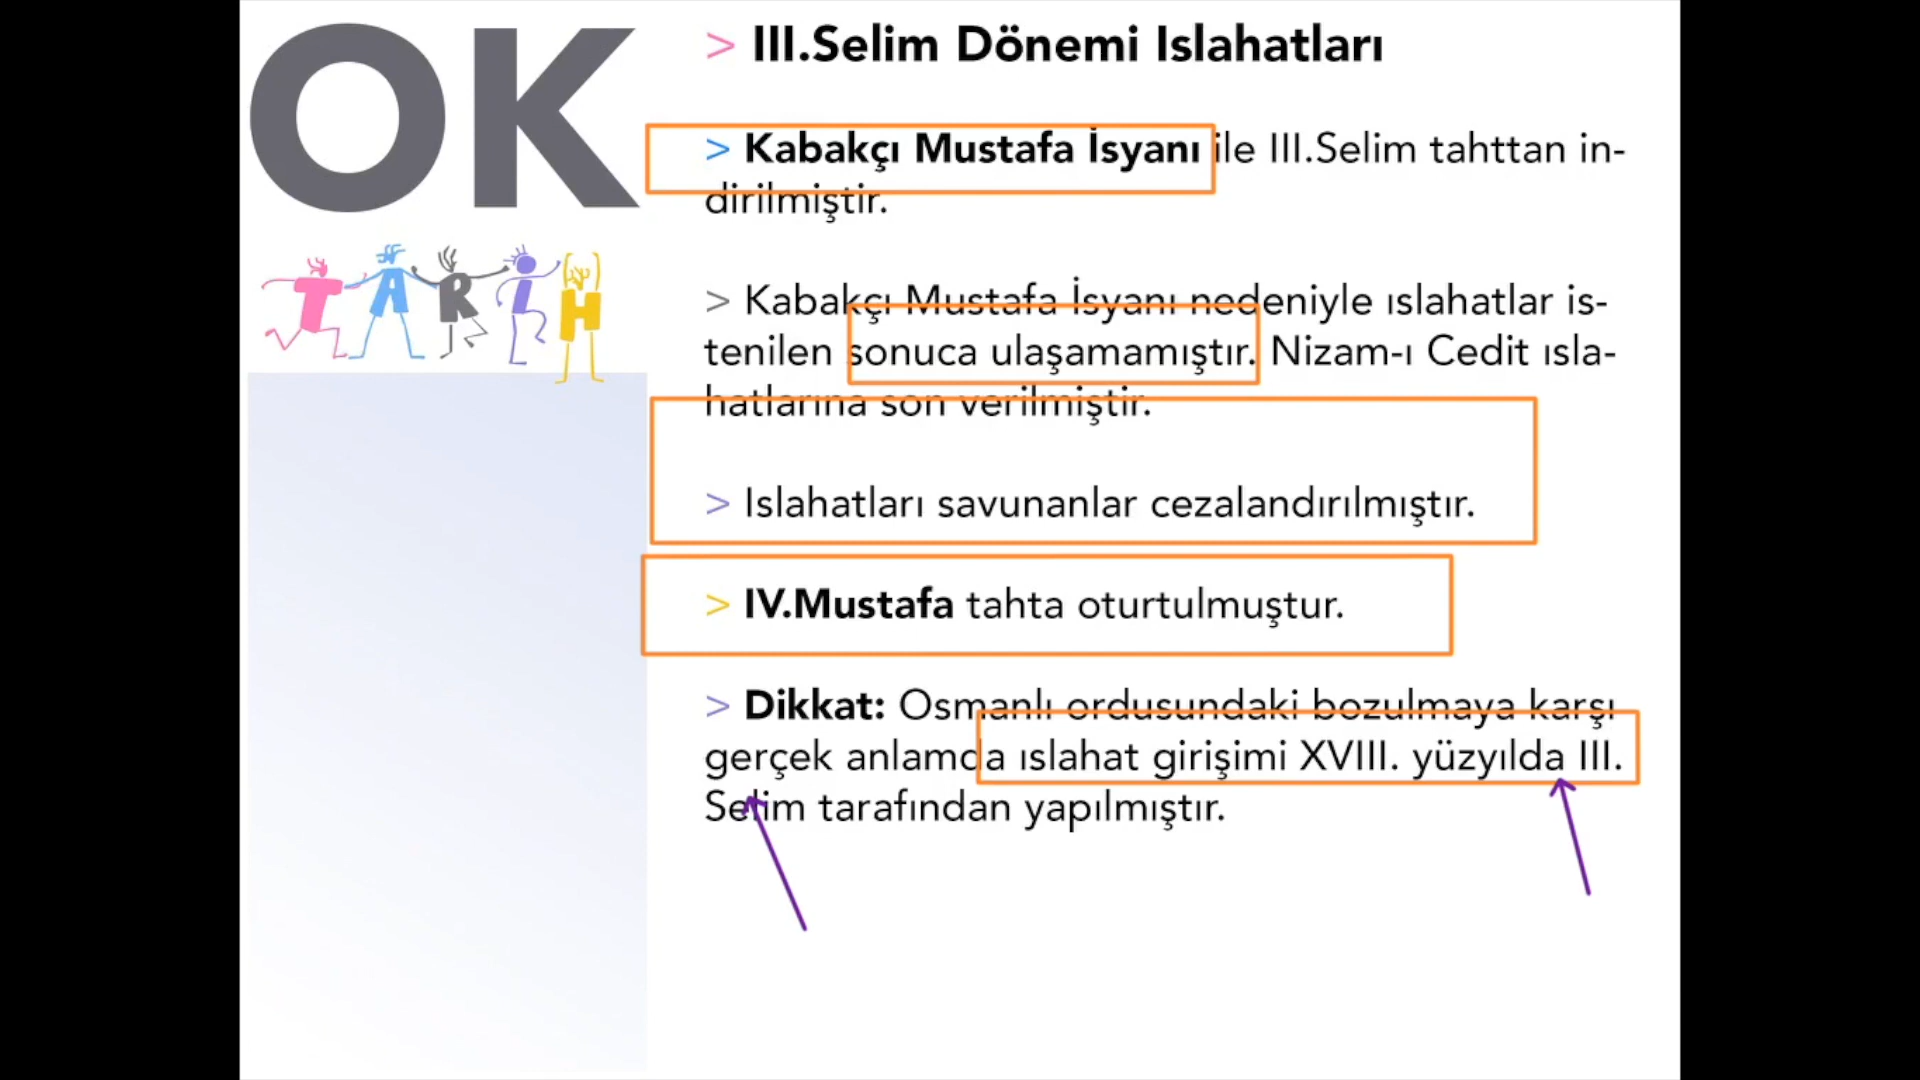 OK
TARİH
> III.Selim Dönemi Islahatları
> Kabakçı Mustafa İsyanı ile III.Selim tahttan in-
dirilmiştir.
> Kabakçı Mustafa İsyanı nedeniyle ıslahatlar is-
tenilen sonuca ulaşamamıştır. Nizam-ı Cedit ısla-
hatlarına son verilmiştir.
> Islahatları savunanlar cezalandırılmıştır.
> IV.Mustafa tahta oturtulmuştur.
> Dikkat: Osmanlı ordusundaki bozulmaya karşı
gerçek anlamda ıslahat girişimi XVIII. yüzyılda III.
Selim tarafından yapılmıştır.